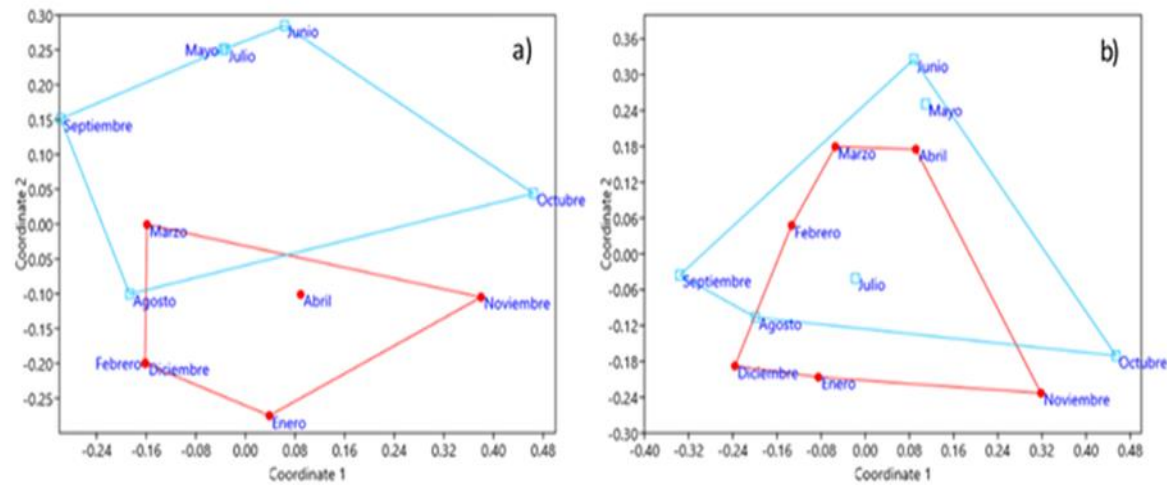 a)
0.30
0.25
0.20
0.15
0.10
0.05
0.00
-0.05
-0.10
-0.15
-0.20
-0.25
Coordinate 2
Junio
Mayo Julio
Septiembre
Octubre
Marzo
Agosto
Abril
Noviembre
Febrero Diciembre
Enero
-0.24 -0.16 -0.08 0.00 0.08 0.16 0.24 0.32 0.40 0.48
Coordinate 1
b)
0.36
0.30
0.24
0.18
0.12
0.06
0.00
-0.06
-0.12
-0.18
-0.24
-0.30
Coordinate 2
Junio
Mayo
Marzo Abril
Febrero
Septiembre Julio
Agosto
Octubre
Diciembre Enero
Noviembre
-0.40 -0.32 -0.24 -0.16 -0.08 0.00 0.08 0.16 0.24 0.32 0.40 0.48
Coordinate 1